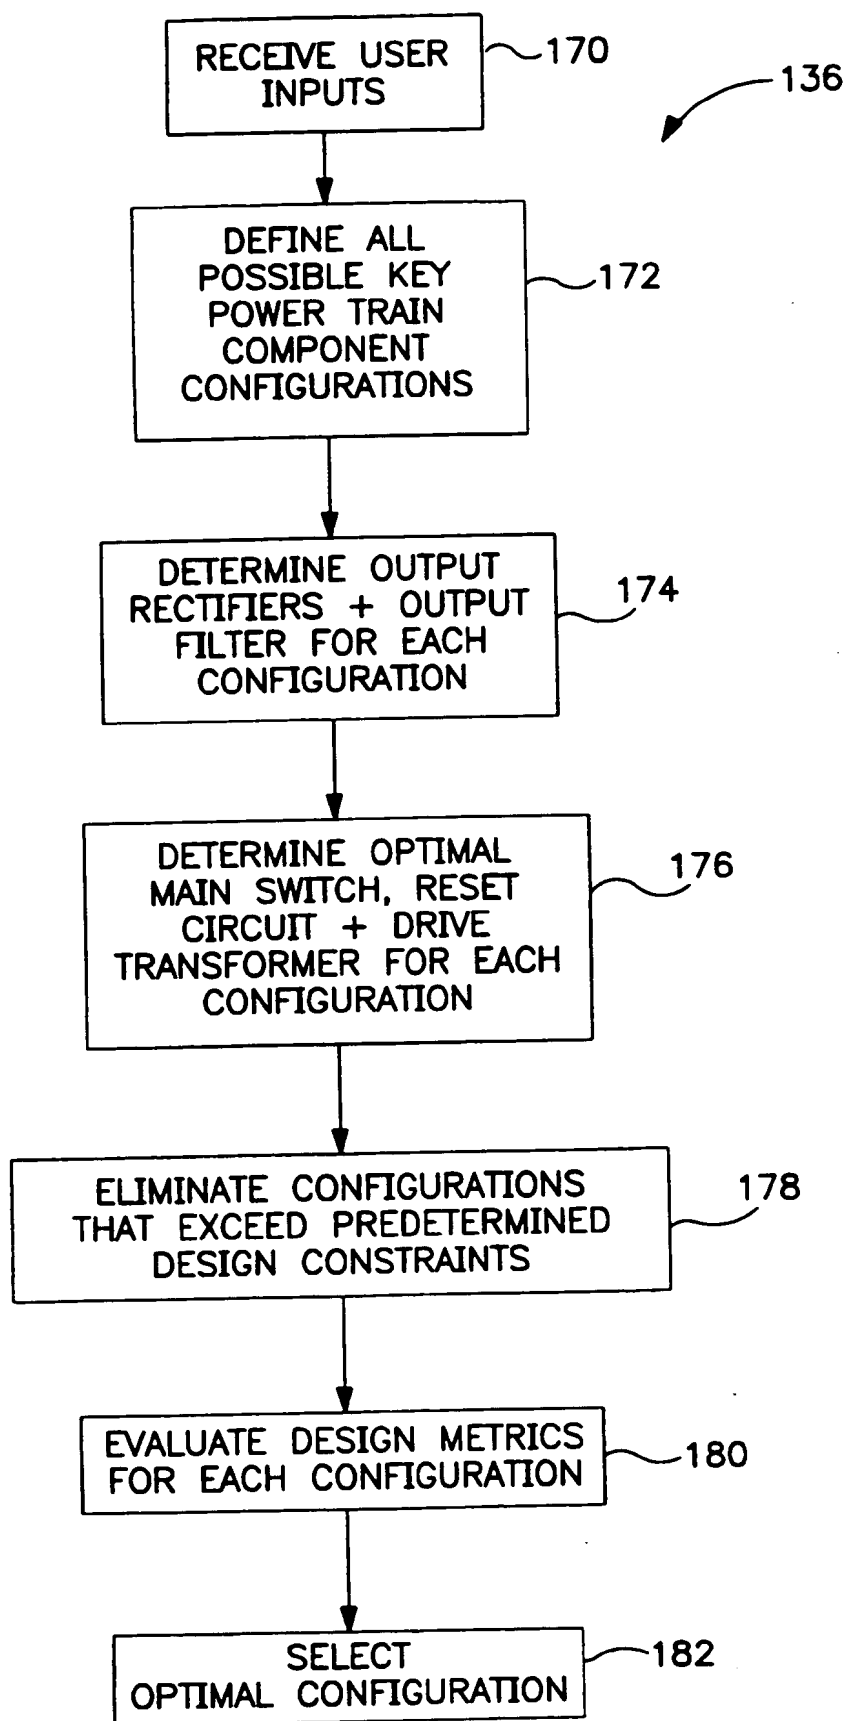 RECEIVE USER
INPUTS
170
136
DEFINE ALL
POSSIBLE KEY
POWER TRAIN
COMPONENT
CONFIGURATIONS
172
DETERMINE OUTPUT
RECTIFIERS + OUTPUT
FILTER FOR EACH
CONFIGURATION
174
DETERMINE OPTIMAL
MAIN SWITCH, RESET
CIRCUIT + DRIVE
TRANSFORMER FOR EACH
CONFIGURATION
176
ELIMINATE CONFIGURATIONS
THAT EXCEED PREDETERMINED
DESIGN CONSTRAINTS
178
EVALUATE DESIGN METRICS
FOR EACH CONFIGURATION
180
SELECT
OPTIMAL CONFIGURATION
182